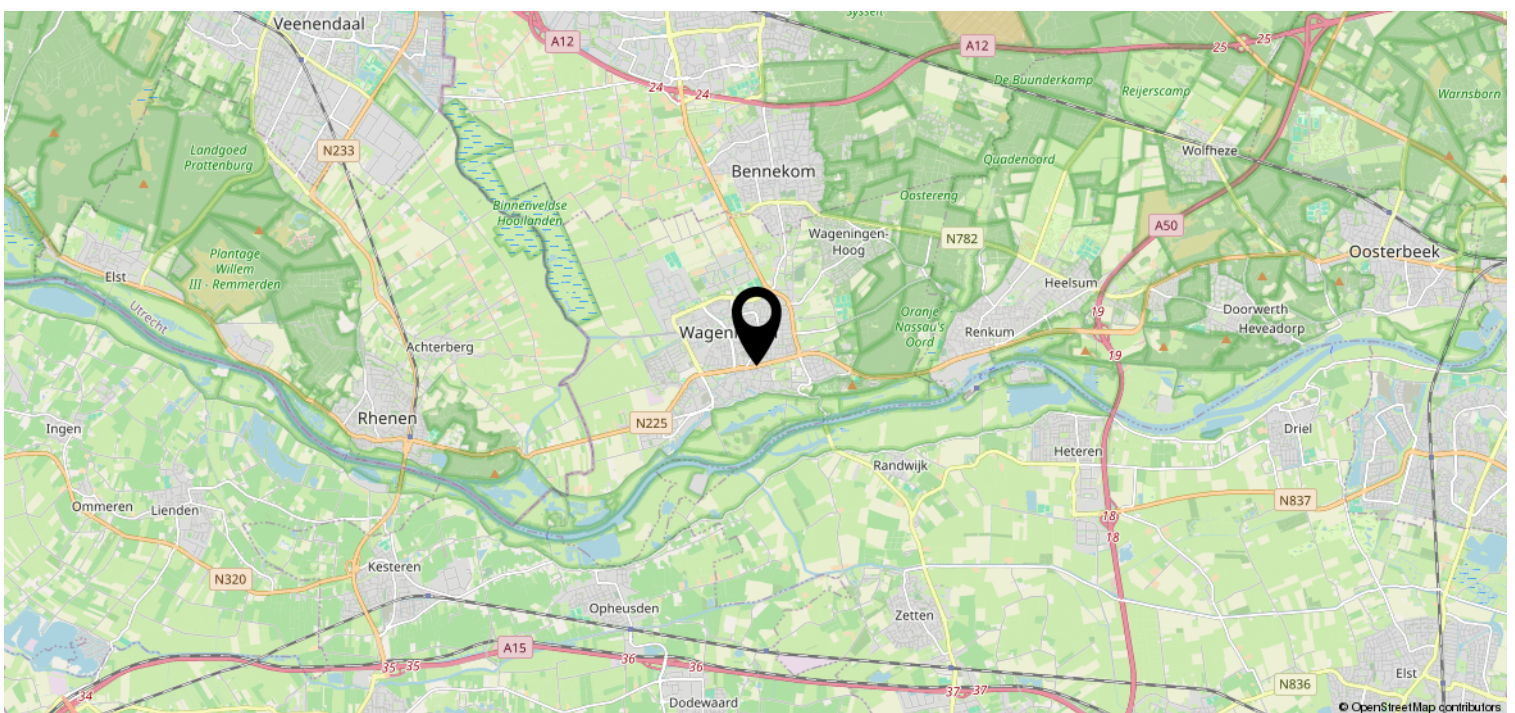 Sysselt
Veenendaal
A12
A12
25
25
De Buunderkamp
Reijerscamp
Warnsborn
24
24
N233
Landgoed
Prattenburg
Wolfheze
Quadenoord
Bennekom
Oostereng
Binnenveldse
Hooilanden
A50
Wageningen-
Hoog
N782
Oosterbeek
Plantage
Willem
III - Remmerden
Elst
Heelsum
Utrecht
Oranje
Nassau's
Oord
19
Doorwerth
Heveadorp
Renkum
Achterberg
19
Rhenen
N225
Ingen
Driel
Heteren
Randwijk
Ommeren
Lienden
N837
18
18
Kesteren
N320
Opheusden
Zetten
A15
35
35
36
36
Elst
N836
37
37
34
Dodewaard
© OpenStreetMap contributors